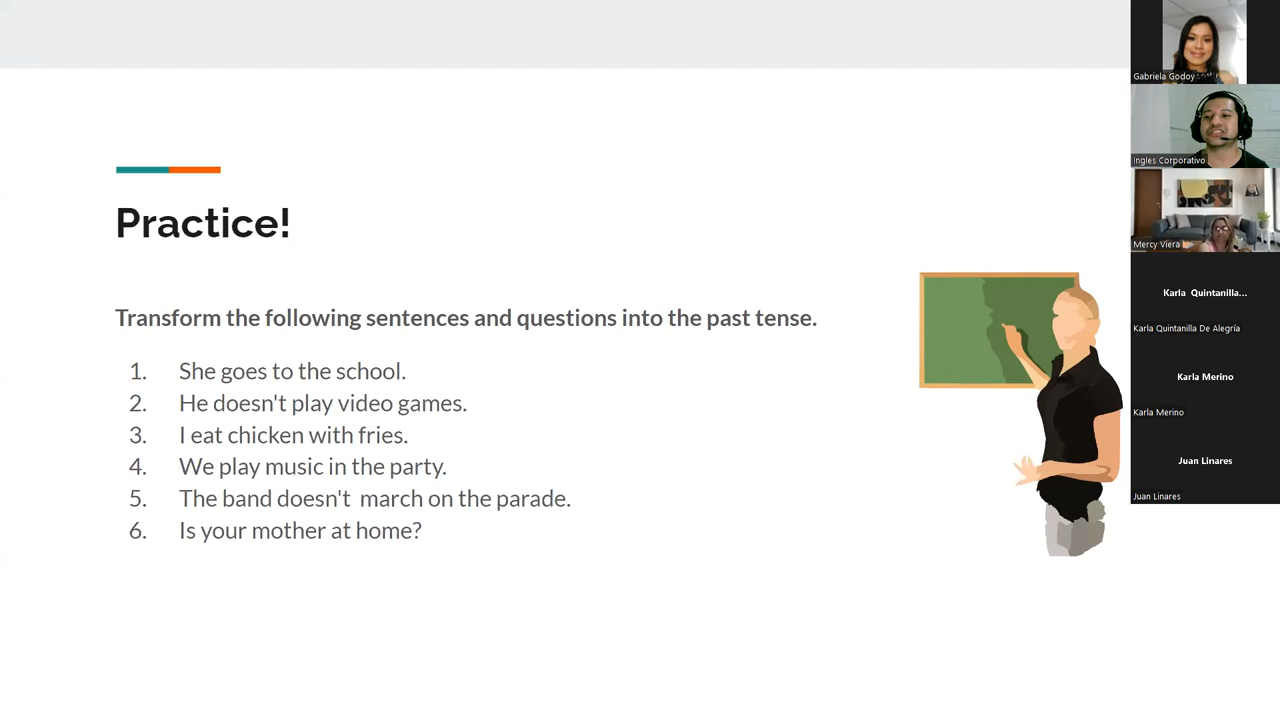 Practice!
Transform the following sentences and questions into the past tense.
1. She goes to the school.
2. He doesn't play video games.
3. I eat chicken with fries.
4. We play music in the party.
5. The band doesn't march on the parade.
6. Is your mother at home?
Gabriela Godoy
Ingles Corporativo
Mercy Viera
Karla Quintanilla...
Karla Quintanilla De Alegría
Karla Merino
Karla Merino
Juan Linares
Juan Linares